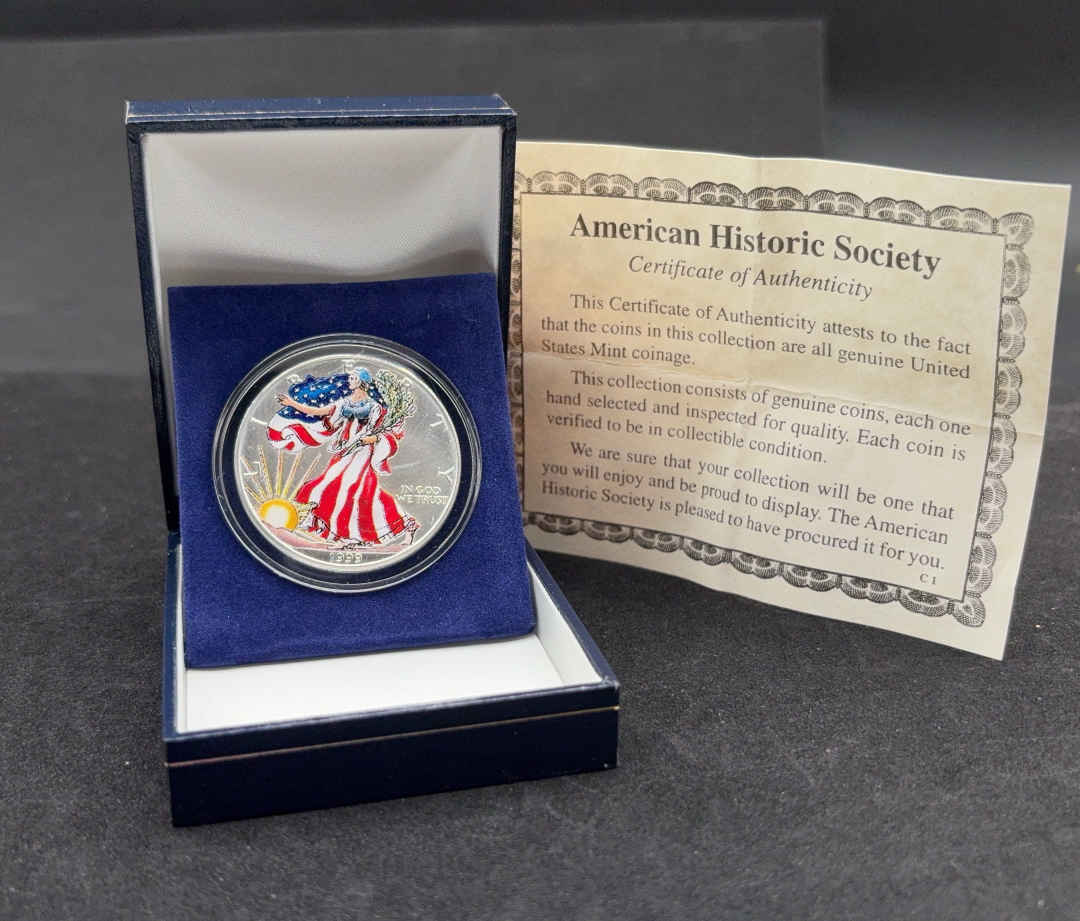 LIBERTY
IN GOD
WE TRUST
1999
American Historic Society
Certificate of Authenticity
This Certificate of Authenticity attests to the fact
that the coins in this collection are all genuine United
States Mint coinage.
This collection consists of genuine coins, each one
hand selected and inspected for quality. Each coin is
verified to be in collectible condition.
We are sure that your collection will be one that
you will enjoy and be proud to display. The American
Historic Society is pleased to have procured it for you.
C 1